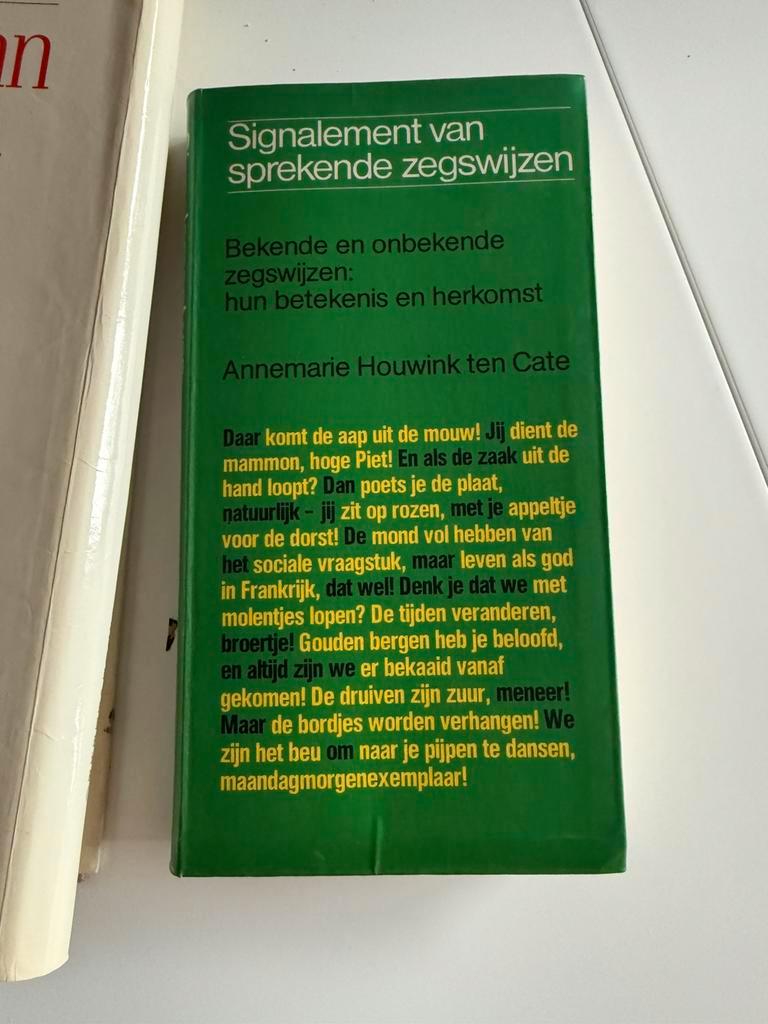 Signalement van
sprekende zegswijzen
Bekende en onbekende
zegswijzen:
hun betekenis en herkomst
Annemarie Houwink ten Cate
Daar komt de aap uit de mouw! Jij dient de
mammon, hoge Piet! En als de zaak uit de
hand loopt? Dan poets je de plaat,
natuurlijk – jij zit op rozen, met je appeltje
voor de dorst! De mond vol hebben van
het sociale vraagstuk, maar leven als god
in Frankrijk, dat wel! Denk je dat we met
molentjes lopen? De tijden veranderen,
broertje! Gouden bergen heb je beloofd,
en altijd zijn we er bekaaid vanaf
gekomen! De druiven zijn zuur, meneer!
Maar de bordjes worden verhangen! We
zijn het beu om naar je pijpen te dansen,
maandagmorgenexemplaar!